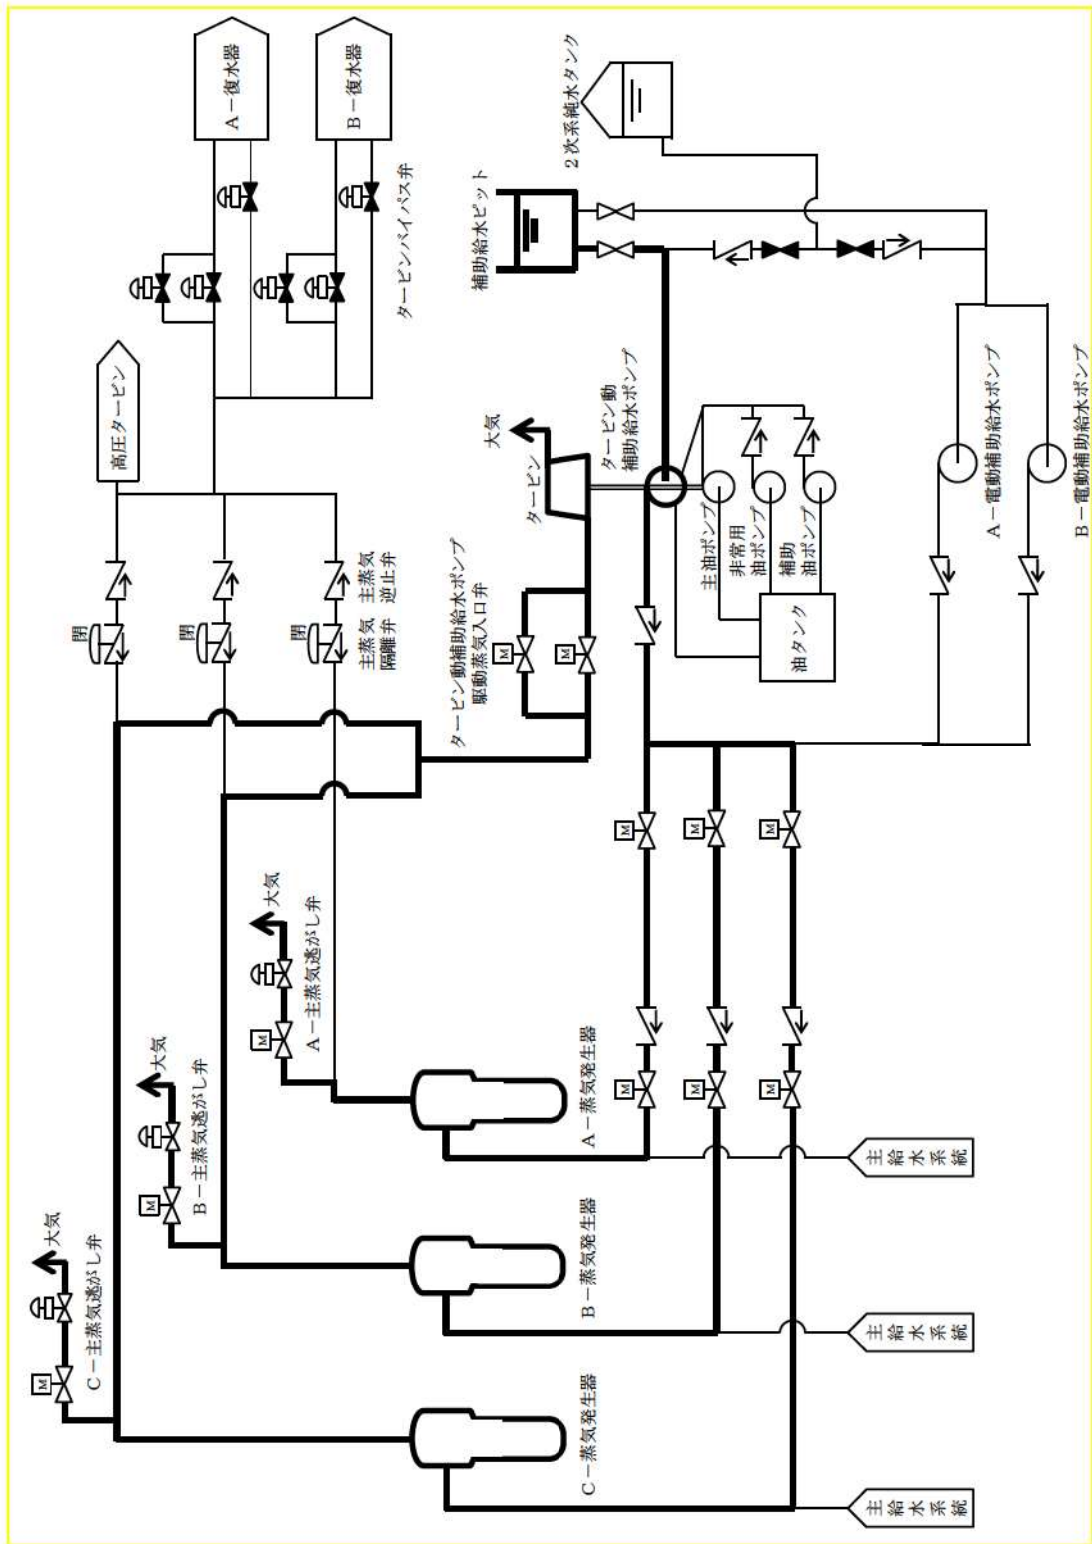 C－主蒸気逃がし弁
大気
M
B－主蒸気逃がし弁
大気
M
A－主蒸気逃がし弁
大気
M
閉
閉
閉
主蒸気
隔離弁
主蒸気
逆止弁
高圧タービン
A－復水器
B－復水器
タービンバイパス弁
タービン動補助給水ポンプ
駆動蒸気入口弁
M
M
タービン
大気
タービン動
補助給水ポンプ
補助給水ピット
2次系純水タンク
主油ポンプ
非常用
油ポンプ
補助
油ポンプ
油タンク
A－電動補助給水ポンプ
B－電動補助給水ポンプ
C－蒸気発生器
B－蒸気発生器
A－蒸気発生器
M
M
M
M
M
M
主給水系統
主給水系統
主給水系統